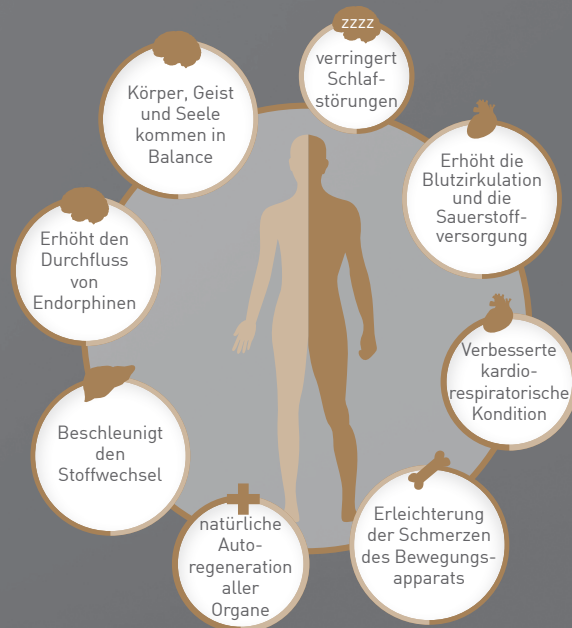 zzzz
verringert
Schlaf-
störungen
Körper, Geist
und Seele
kommen in
Balance
Erhöht die
Blutzirkulation
und die
Sauerstoff-
versorgung
Erhöht den
Durchfluss
von
Endorphinen
Verbesserte
kardio-
respiratorische
Kondition
Beschleunigt
den
Stoffwechsel
Erleichterung
der Schmerzen
des Bewegungs-
apparats
natürliche
Auto-
regeneration
aller
Organe